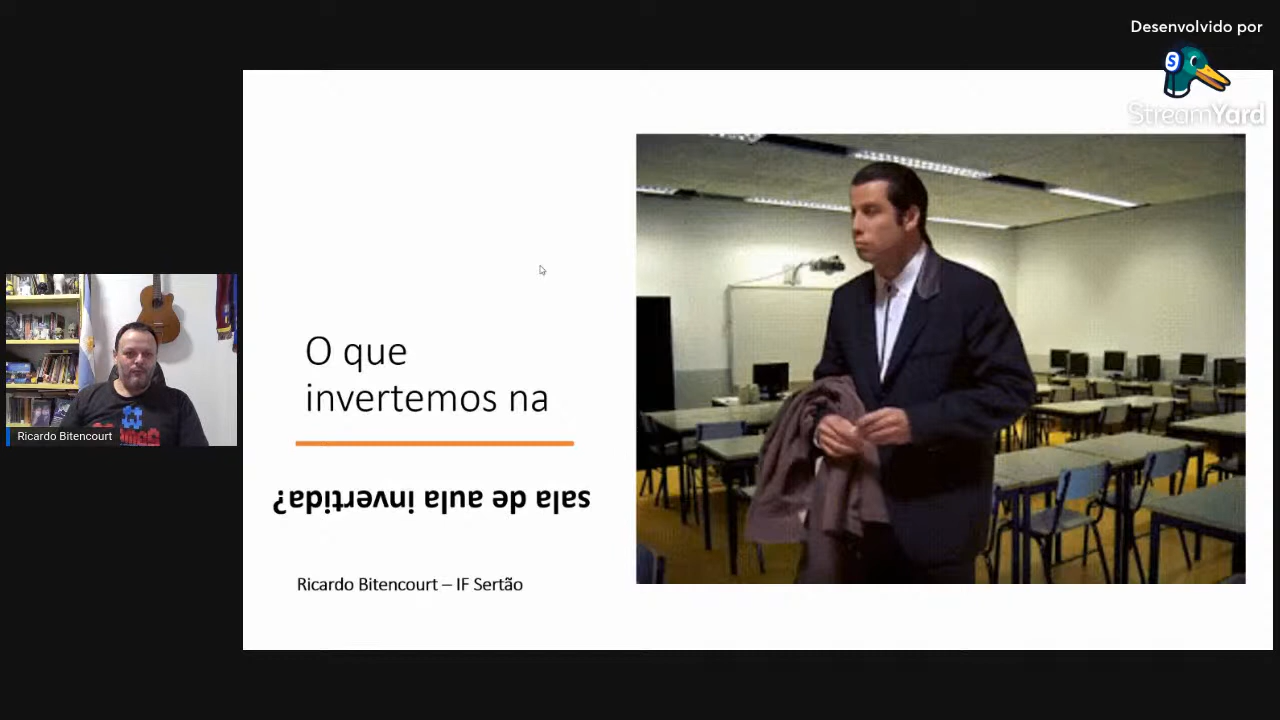 Desenvolvido por
S
StreamYard
O que
invertemos na
sala de aula invertida?
Ricardo Bitencourt – IF Sertão
Ricardo Bitencourt